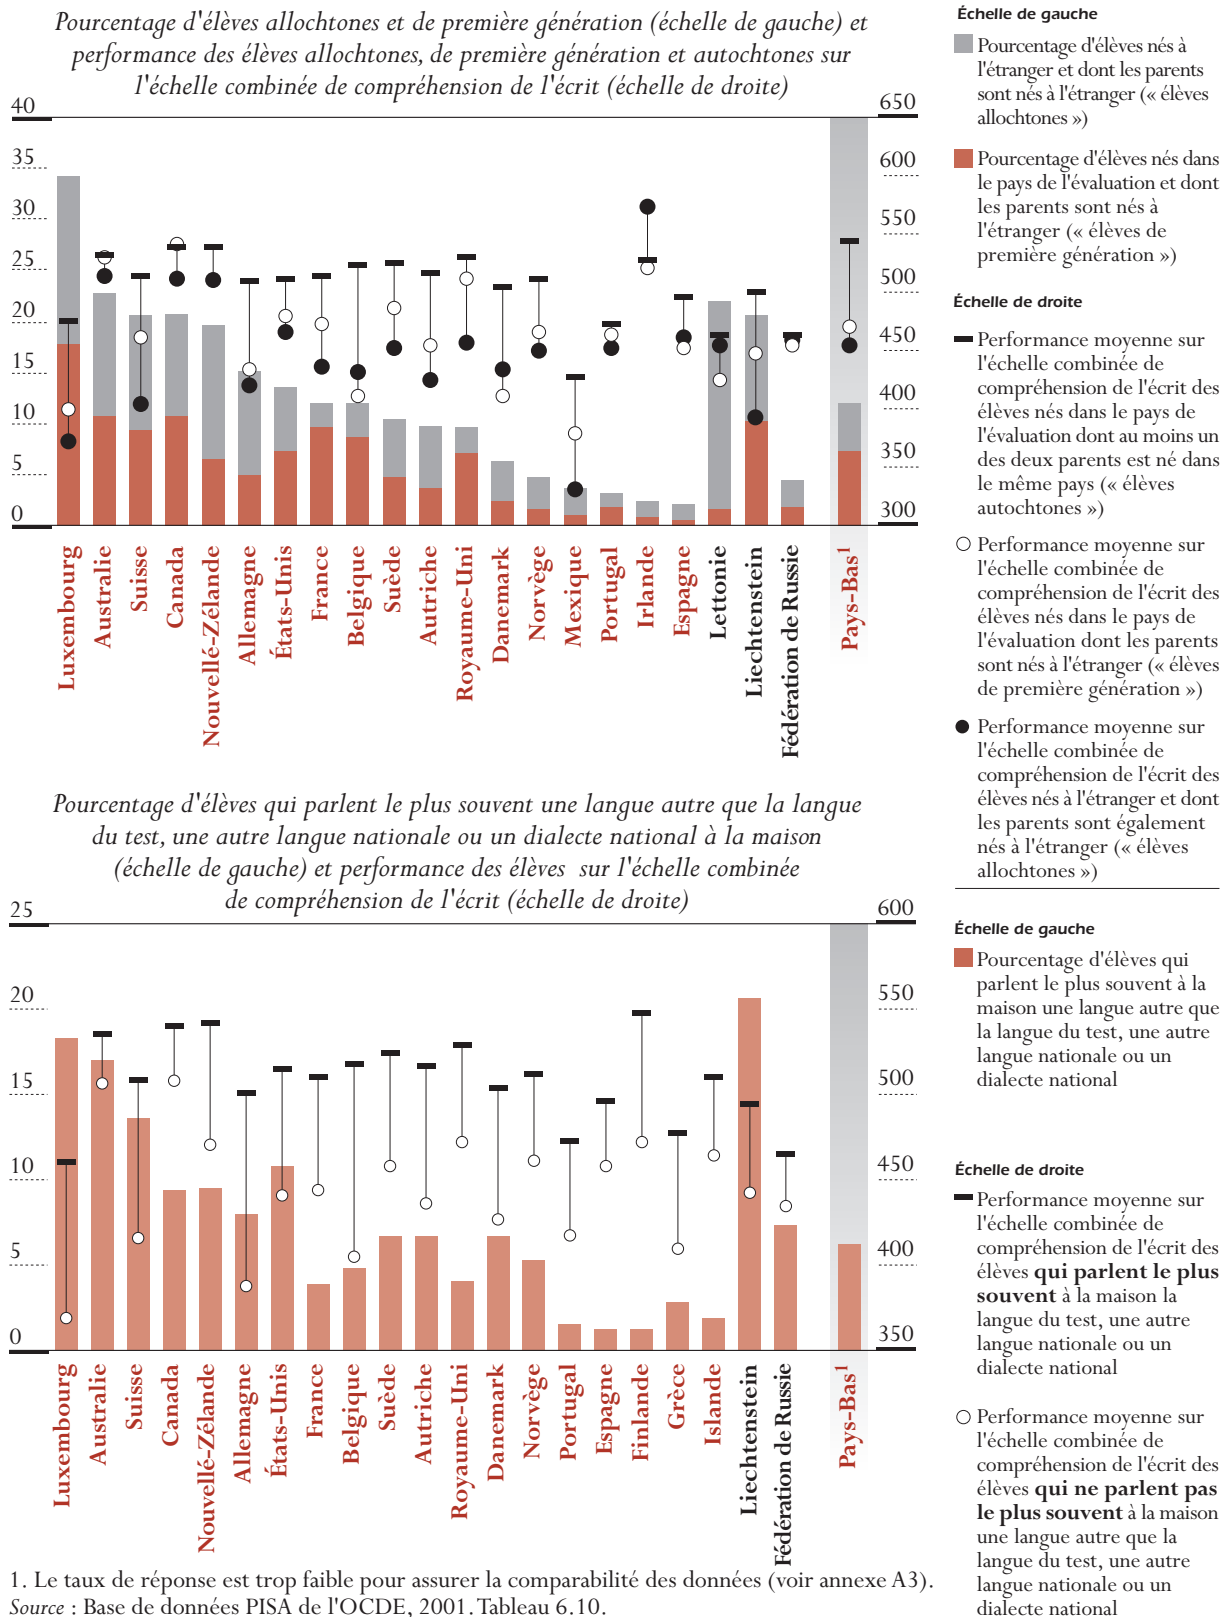 Pourcentage d'élèves allochtones et de première génération (échelle de gauche) et
performance des élèves allochtones, de première génération et autochtones sur
l'échelle combinée de compréhension de l'écrit (échelle de droite)
40
35
30
25
20
15
10
5
0
650
600
550
500
450
400
350
300
Luxembourg
Australie
Suisse
Canada
Nouvellé-Zélande
Allemagne
États-Unis
France
Belgique
Suède
Autriche
Royaume-Uni
Danemark
Norvège
Mexique
Portugal
Irlande
Espagne
Lettonie
Liechtenstein
Fédération de Russie
Pays-Bas1
Échelle de gauche
Pourcentage d'élèves nés à
l'étranger et dont les parents
sont nés à l'étranger (« élèves
allochtones »)
Pourcentage d'élèves nés dans
le pays de l'évaluation et dont
les parents sont nés à
l'étranger (« élèves de
première génération »)
Échelle de droite
Performance moyenne sur
l'échelle combinée de
compréhension de l'écrit des
élèves nés dans le pays de
l'évaluation dont au moins un
des deux parents est né dans
le même pays (« élèves
autochtones »)
Performance moyenne sur
l'échelle combinée de
compréhension de l'écrit des
élèves nés dans le pays de
l'évaluation dont les parents
sont nés à l'étranger (« élèves
de première génération »)
Performance moyenne sur
l'échelle combinée de
compréhension de l'écrit des
élèves nés à l'étranger et dont
les parents sont également
nés à l'étranger (« élèves
allochtones »)
Pourcentage d'élèves qui parlent le plus souvent une langue autre que la langue
du test, une autre langue nationale ou un dialecte national à la maison
(échelle de gauche) et performance des élèves sur l'échelle combinée
de compréhension de l'écrit (échelle de droite)
25
20
15
10
5
0
600
550
500
450
400
350
Luxembourg
Australie
Suisse
Canada
Nouvellé-Zélande
Allemagne
États-Unis
France
Belgique
Suède
Autriche
Royaume-Uni
Danemark
Norvège
Portugal
Espagne
Finlande
Grèce
Islande
Liechtenstein
Fédération de Russie
Pays-Bas1
Échelle de gauche
Pourcentage d'élèves qui
parlent le plus souvent à la
maison une langue autre que
la langue du test, une autre
langue nationale ou un
dialecte national
Échelle de droite
Performance moyenne sur
l'échelle combinée de
compréhension de l'écrit des
élèves qui parlent le plus
souvent à la maison la
langue du test, une autre
langue nationale ou un
dialecte national
Performance moyenne sur
l'échelle combinée de
compréhension de l'écrit des
élèves qui ne parlent pas
le plus souvent à la maison
une langue autre que la
langue du test, une autre
langue nationale ou un
dialecte national
1. Le taux de réponse est trop faible pour assurer la comparabilité des données (voir annexe A3).
Source : Base de données PISA de l'OCDE, 2001. Tableau 6.10.